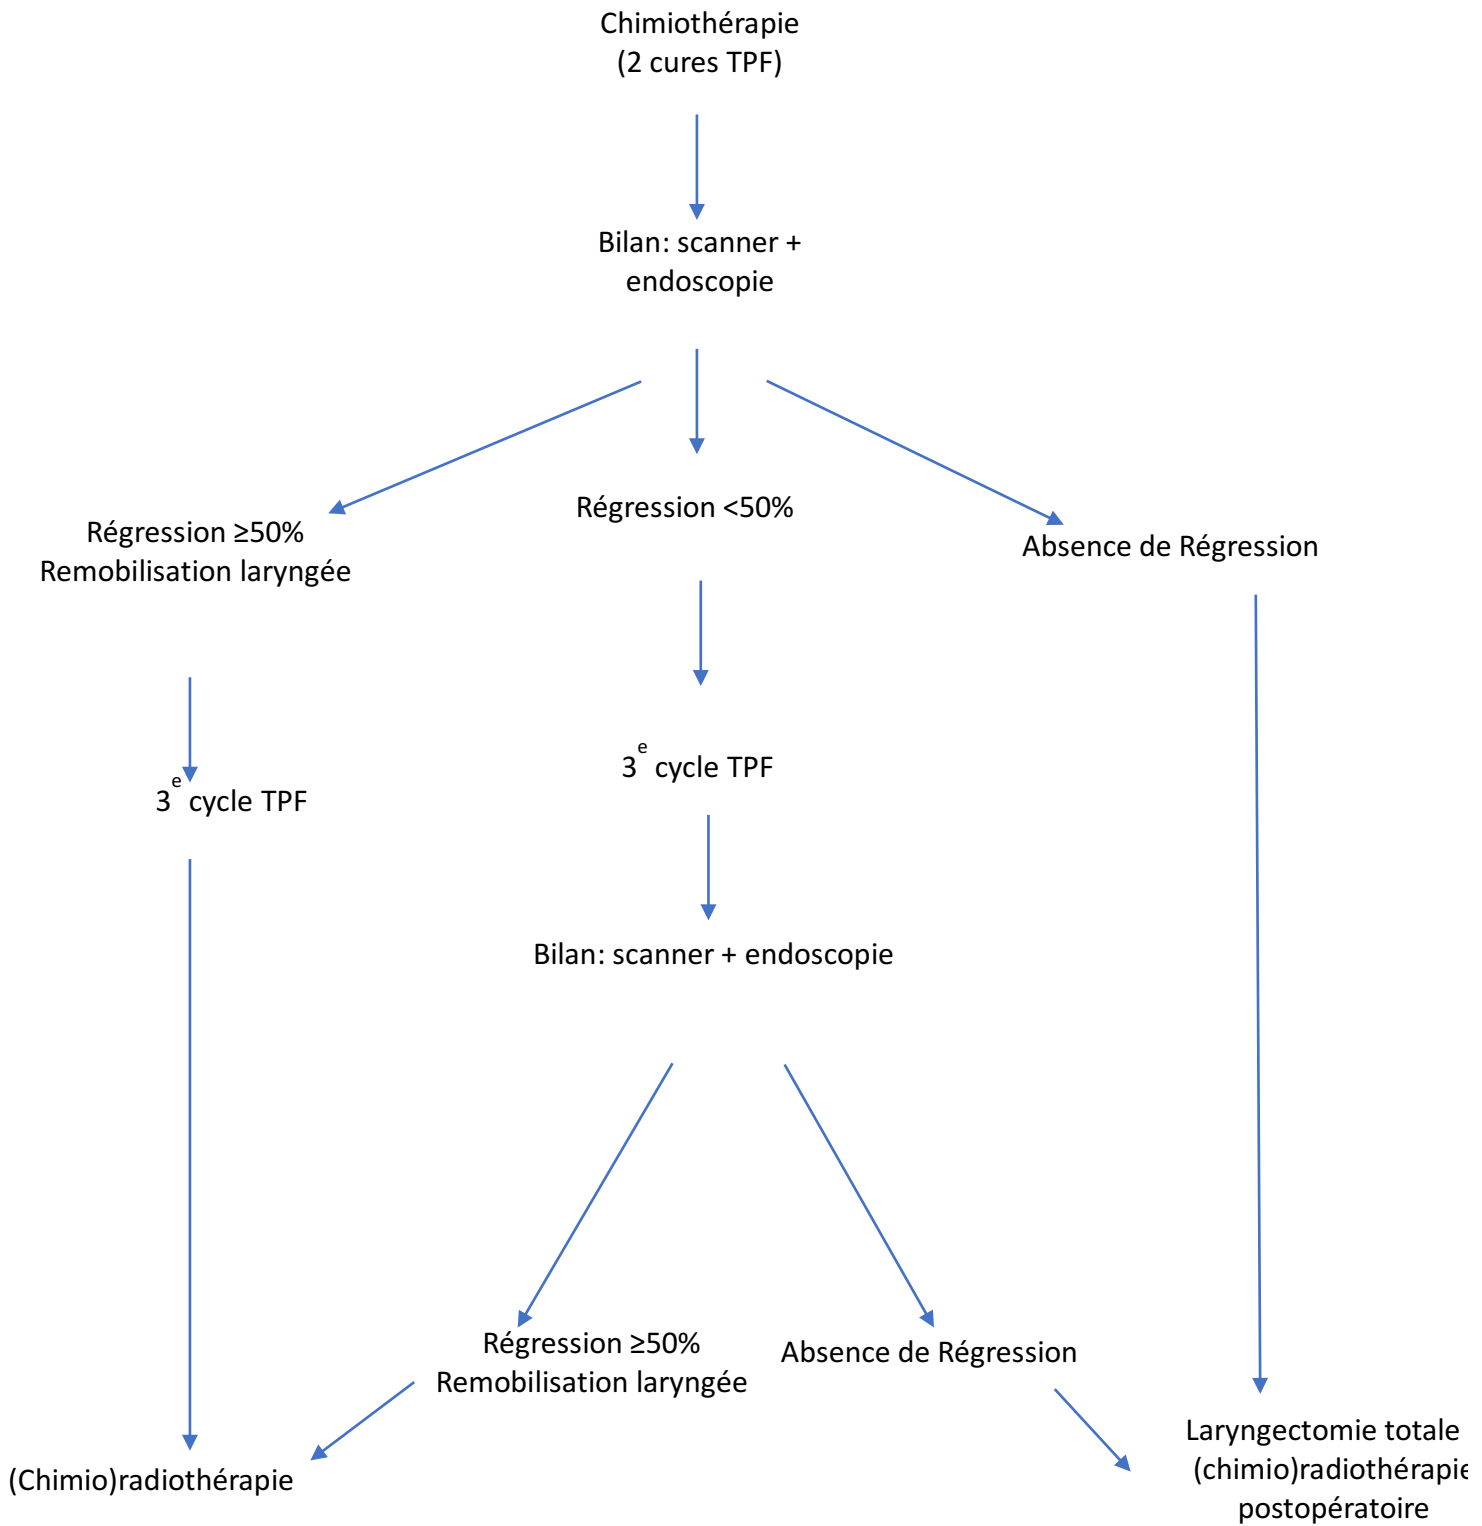 Chimiothérapie
(2 cures TPF)
Bilan: scanner +
endoscopie
Régression ≥50%
Remobilisation laryngée
Régression <50%
Absence de Régression
3e cycle TPF
3e cycle TPF
Bilan: scanner + endoscopie
Régression ≥50%
Remobilisation laryngée
Absence de Régression
(Chimio)radiothérapie
Laryngectomie totale
(chimio)radiothérapie
postopératoire